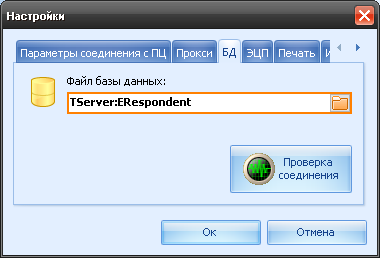 Настройки
Параметры соединения с ПЦ Прокси БД ЭЦП Печать
Файл базы данных:
TServer:ERespondent
Проверка
соединения
Ок Отмена